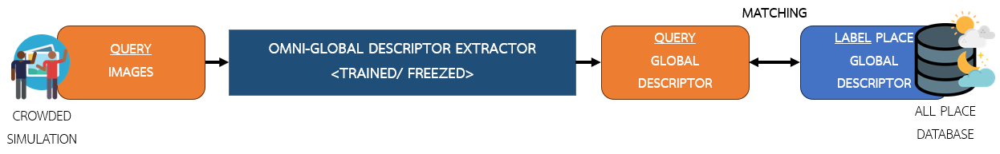 MATCHING
QUERY
IMAGES
OMNI-GLOBAL DESCRIPTOR EXTRACTOR
<TRAINED/ FREEZED>
QUERY
GLOBAL
DESCRIPTOR
LABEL PLACE
GLOBAL
DESCRIPTOR
CROWDED
SIMULATION
ALL PLACE
DATABASE